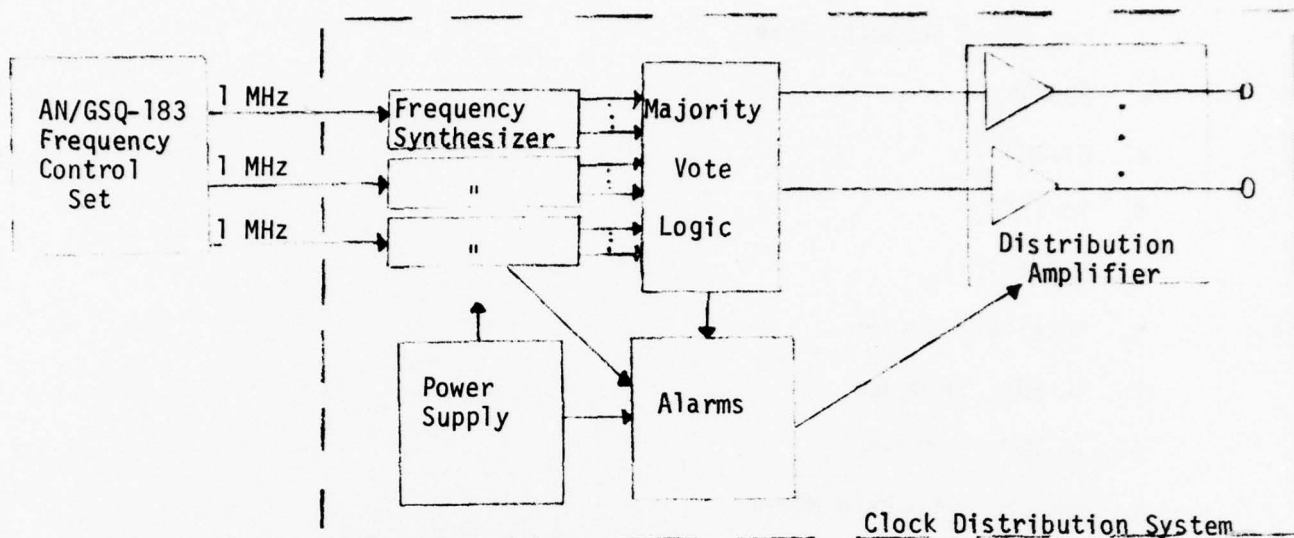 AN/GSQ-183
Frequency
Control
Set
1 MHz
1 MHz
1 MHz
Frequency
Synthesizer
"
"
Majority
Vote
Logic
Distribution
Amplifier
Power
Supply
Alarms
Clock Distribution System